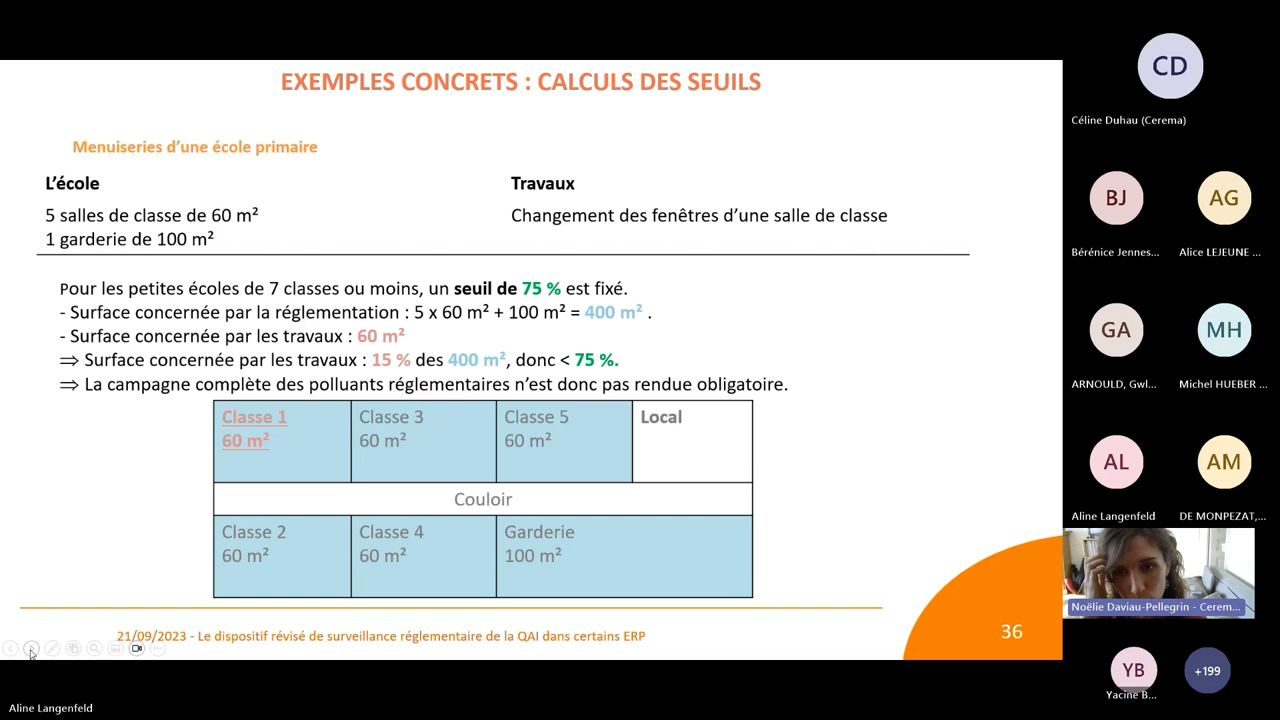 EXEMPLES CONCRETS : CALCULS DES SEUILS
Menuiseries d’une école primaire
L’école
5 salles de classe de 60 m²
1 garderie de 100 m²
Travaux
Changement des fenêtres d’une salle de classe
Pour les petites écoles de 7 classes ou moins, un seuil de 75 % est fixé.
- Surface concernée par la réglementation : 5 x 60 m² + 100 m² = 400 m² .
- Surface concernée par les travaux : 60 m²
⇒ Surface concernée par les travaux : 15 % des 400 m², donc < 75 %.
⇒ La campagne complète des polluants réglementaires n’est donc pas rendue obligatoire.
Classe 1
60 m²
Classe 3
60 m²
Classe 5
60 m²
Local
Couloir
Classe 2
60 m²
Classe 4
60 m²
Garderie
100 m²
21/09/2023 - Le dispositif révisé de surveillance réglementaire de la QAI dans certains ERP
36
Aline Langenfeld
CD
Céline Duhau (Cerema)
BJ
Bérénice Jennes...
AG
Alice LEJEUNE ...
GA
ARNOULD, Gwl...
MH
Michel HUEBER ...
AL
Aline Langenfeld
AM
DE MONPEZAT,...
Noëlie Daviau-Pellegrin - Cerem...
YB
Yacine B...
+199